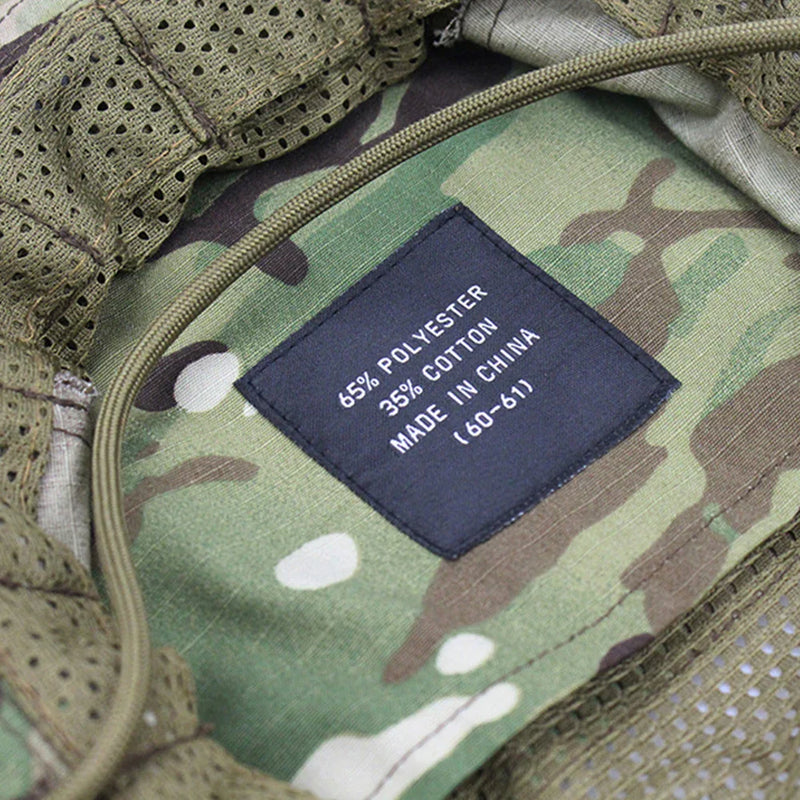 65% POLYESTER
35% COTTON
MADE IN CHINA
(60-61)